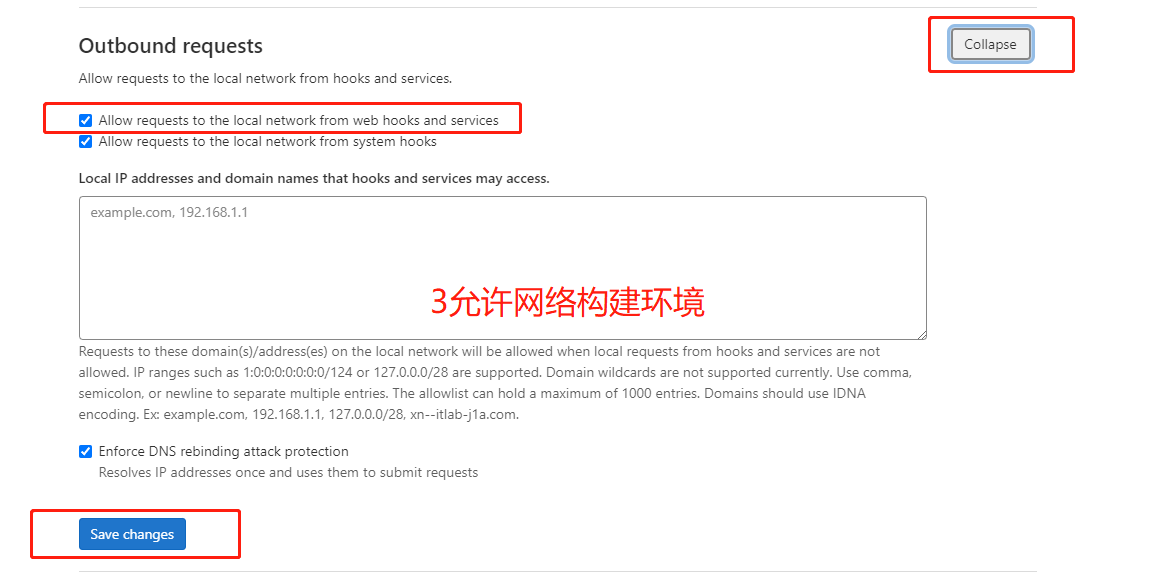 Outbound requests
Collapse
Allow requests to the local network from hooks and services.
Allow requests to the local network from web hooks and services
Allow requests to the local network from system hooks
Local IP addresses and domain names that hooks and services may access.
example.com, 192.168.1.1
3允许网络构建环境
Requests to these domain(s)/address(es) on the local network will be allowed when local requests from hooks and services are not
allowed. IP ranges such as 1:0:0:0:0:0:0:0/124 or 127.0.0.0/28 are supported. Domain wildcards are not supported currently. Use comma,
semicolon, or newline to separate multiple entries. The allowlist can hold a maximum of 1000 entries. Domains should use IDNA
encoding. Ex: example.com, 192.168.1.1, 127.0.0.0/28, xn--itlab-j1a.com.
Enforce DNS rebinding attack protection
Resolves IP addresses once and uses them to submit requests
Save changes